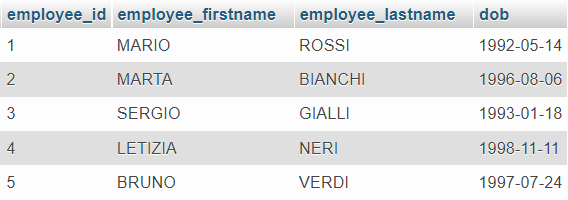 employee_id employee_firstname employee_lastname dob
1 MARIO ROSSI 1992-05-14
2 MARTA BIANCHI 1996-08-06
3 SERGIO GIALLI 1993-01-18
4 LETIZIA NERI 1998-11-11
5 BRUNO VERDI 1997-07-24